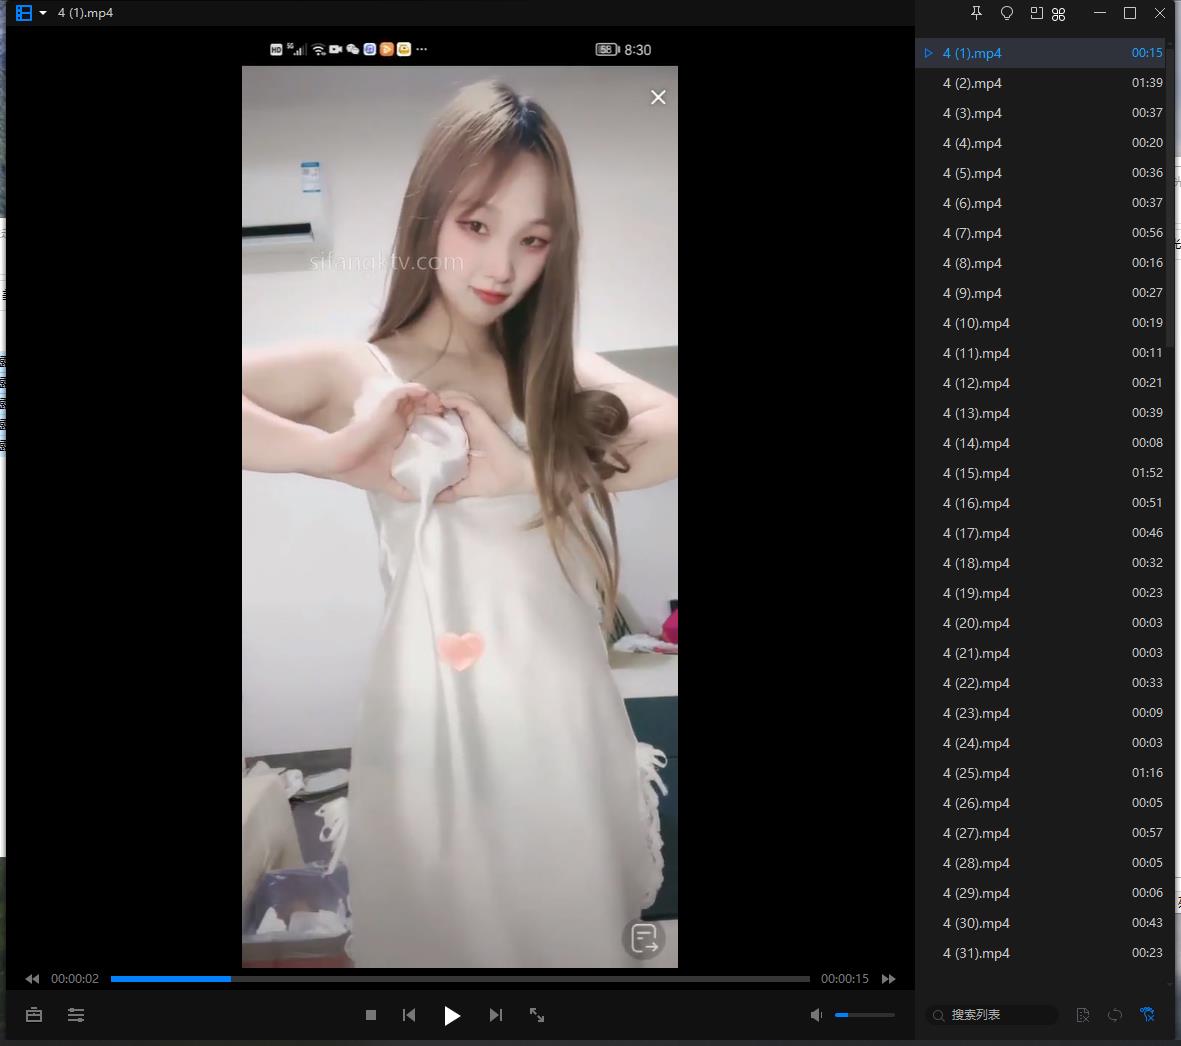 4 (1).mp4
HD 5G 58 8:30
sifangktv.com
00:00:02
00:00:15
4 (1).mp4 00:15
4 (2).mp4 01:39
4 (3).mp4 00:37
4 (4).mp4 00:20
4 (5).mp4 00:36
4 (6).mp4 00:37
4 (7).mp4 00:56
4 (8).mp4 00:16
4 (9).mp4 00:27
4 (10).mp4 00:19
4 (11).mp4 00:11
4 (12).mp4 00:21
4 (13).mp4 00:39
4 (14).mp4 00:08
4 (15).mp4 01:52
4 (16).mp4 00:51
4 (17).mp4 00:46
4 (18).mp4 00:32
4 (19).mp4 00:23
4 (20).mp4 00:03
4 (21).mp4 00:03
4 (22).mp4 00:33
4 (23).mp4 00:09
4 (24).mp4 00:03
4 (25).mp4 01:16
4 (26).mp4 00:05
4 (27).mp4 00:57
4 (28).mp4 00:05
4 (29).mp4 00:06
4 (30).mp4 00:43
4 (31).mp4 00:23
搜索列表